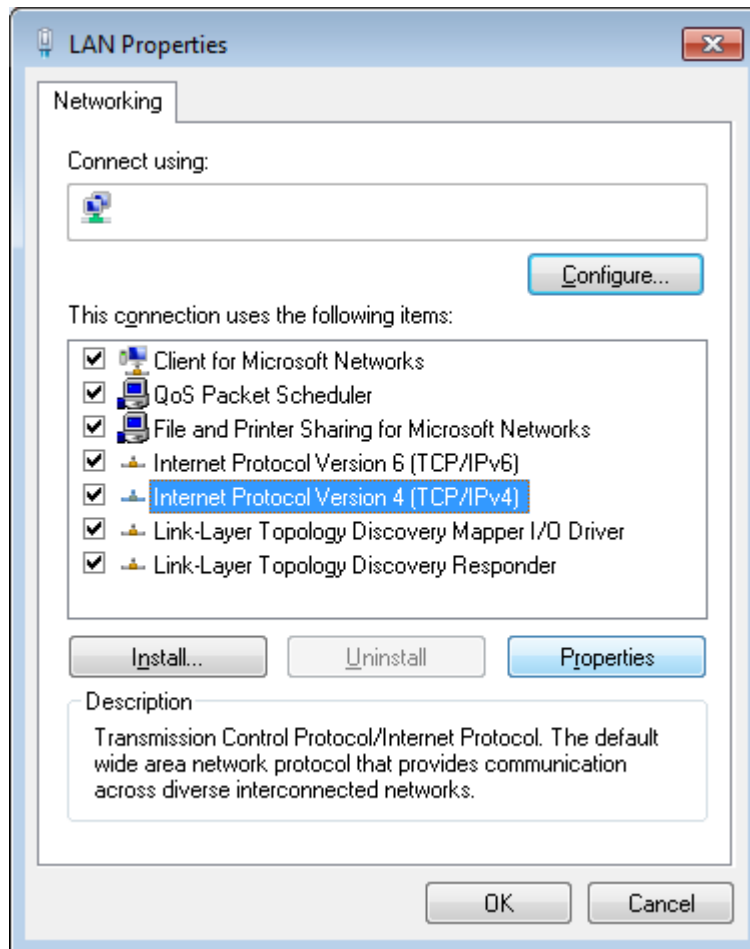 LAN Properties
Networking
Connect using:
Configure...
This connection uses the following items:
Client for Microsoft Networks
QoS Packet Scheduler
File and Printer Sharing for Microsoft Networks
Internet Protocol Version 6 (TCP/IPv6)
Internet Protocol Version 4 (TCP/IPv4)
Link-Layer Topology Discovery Mapper I/O Driver
Link-Layer Topology Discovery Responder
Install... Uninstall Properties
Description
Transmission Control Protocol/Internet Protocol. The default
wide area network protocol that provides communication
across diverse interconnected networks.
OK Cancel